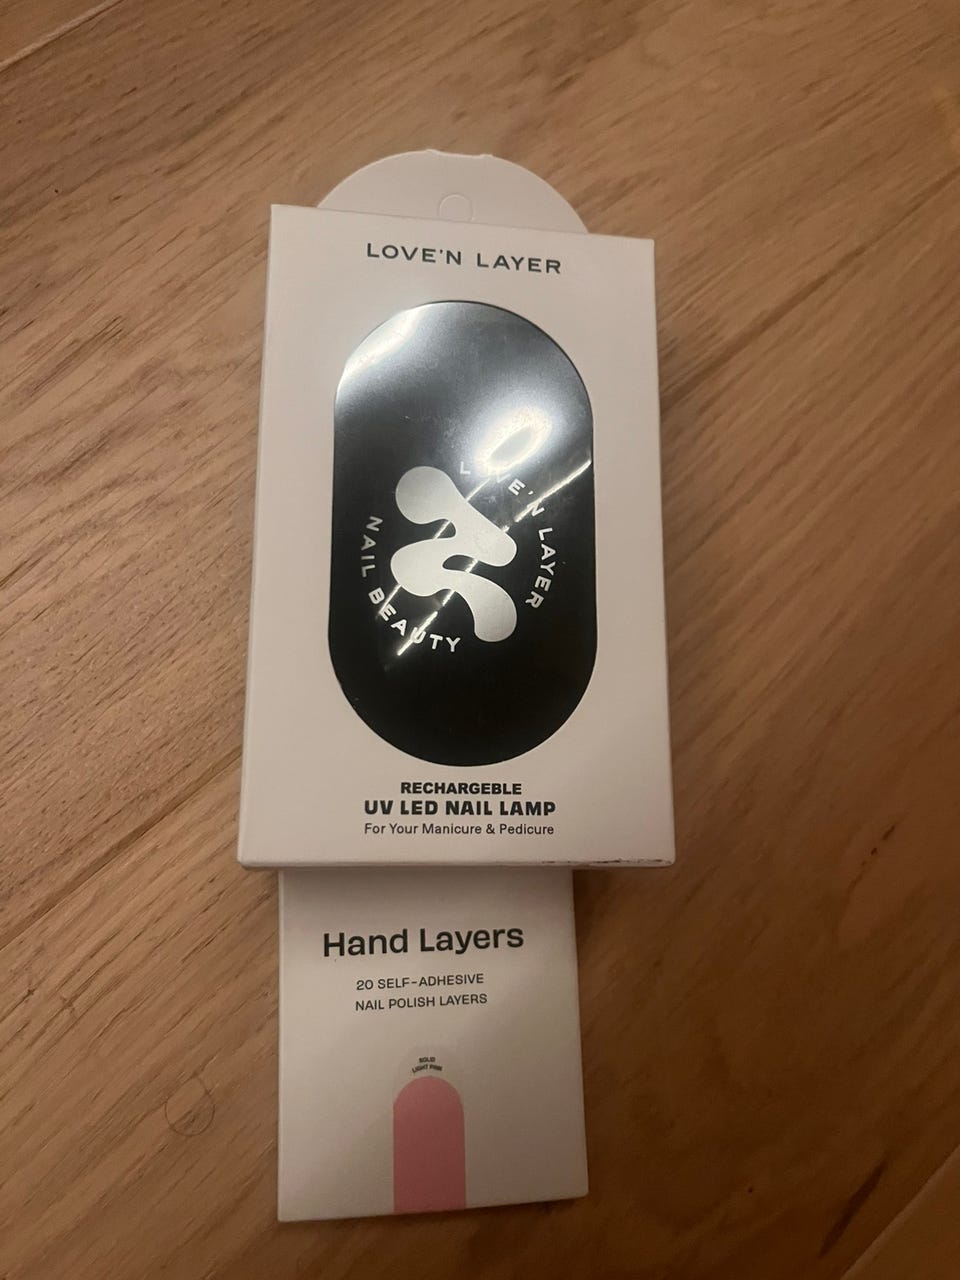 LOVE'N LAYER
LOVE'N LAYER
NAIL BEAUTY
RECHARGEBLE
UV LED NAIL LAMP
For Your Manicure & Pedicure
Hand Layers
20 SELF-ADHESIVE
NAIL POLISH LAYERS
SOLID
LIGHT PINK